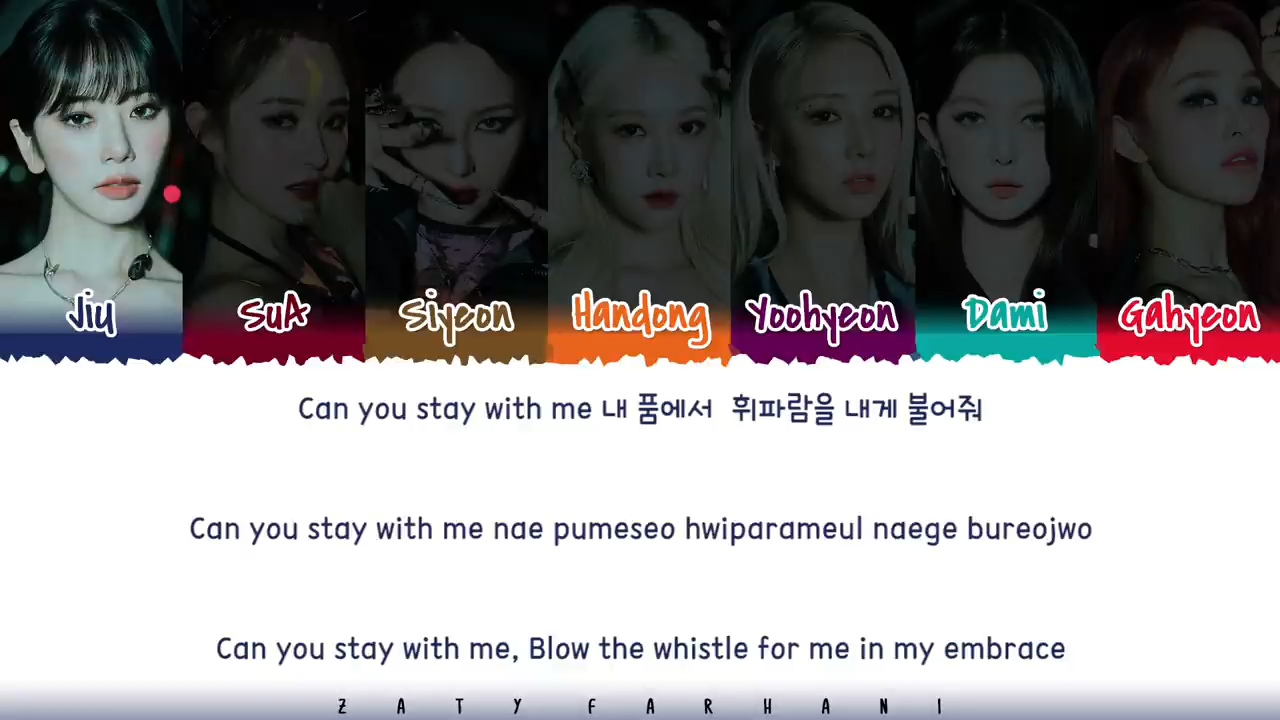 Jiu SuA Siyeon Handong Yoohyeon Dami Gahyeon
Can you stay with me 내 품에서 휘파람을 내게 불어줘
Can you stay with me nae pumeseo hwiparameul naege bureojwo
Can you stay with me, Blow the whistle for me in my embrace
ZATY FARHANI